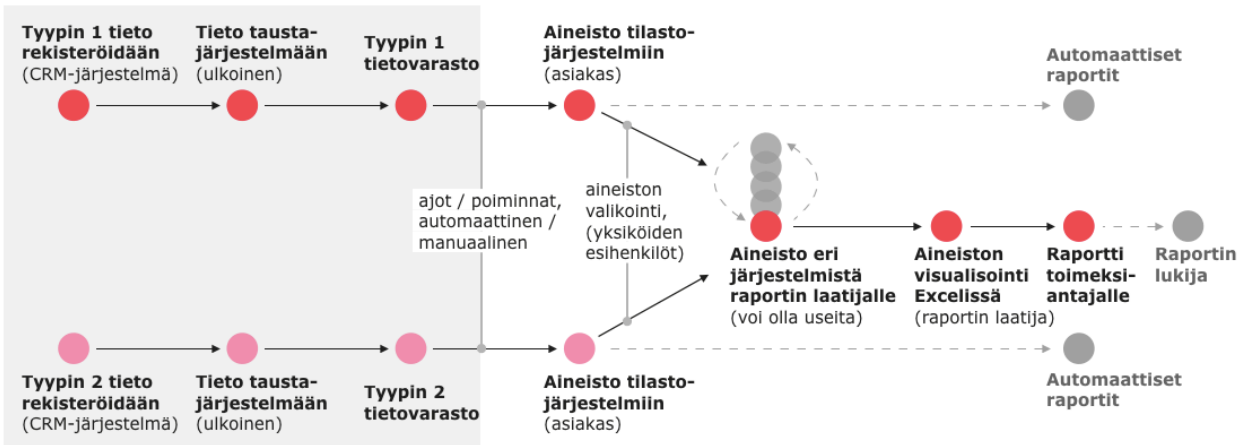 Tyypin 1 tieto
rekisteröidään
(CRM-järjestelmä)
Tieto tausta-
järjestelmään
(ulkoinen)
Tyypin 1
tietovarasto
Aineisto tilasto-
järjestelmiin
(asiakas)
Automaattiset
raportit
ajot / poiminnat,
automaattinen /
manuaalinen
aineiston
valikointi,
(yksiköiden
esihenkilöt)
Aineisto eri
järjestelmistä
raportin laatijalle
(voi olla useita)
Aineiston
visualisointi
Excelissä
(raportin laatija)
Raportti
toimeksi-
antajalle
Raportin
lukija
Tyypin 2 tieto
rekisteröidään
(CRM-järjestelmä)
Tieto tausta-
järjestelmään
(ulkoinen)
Tyypin 2
tietovarasto
Aineisto tilasto-
järjestelmiin
(asiakas)
Automaattiset
raportit